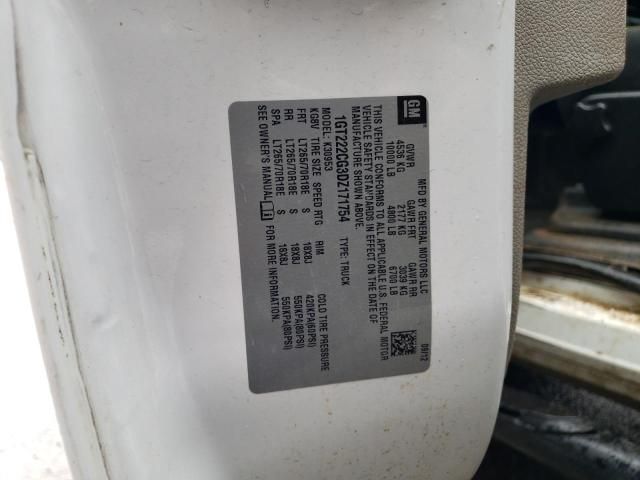 GM
MFD BY GENERAL MOTORS LLC
09/12
GVWR GAWR FRT GAWR RR
4536 KG 2177 KG 3039 KG
10000 LB 4800 LB 6700 LB
THIS VEHICLE CONFORMS TO ALL APPLICABLE U.S. FEDERAL MOTOR
VEHICLE SAFETY STANDARDS IN EFFECT ON THE DATE OF
MANUFACTURE SHOWN ABOVE.
1GT222CG3DZ171754 TYPE: TRUCK
MODEL: K30953
KGBV TIRE SIZE SPEED RTG RIM COLD TIRE PRESSURE
FRT LT265/70R18E S 18X8J 420KPA(60PSI)
RR LT265/70R18E S 18X8J 550KPA(80PSI)
SPA LT265/70R18E S 18X8J 550KPA(80PSI)
SEE OWNER'S MANUAL FOR MORE INFORMATION.